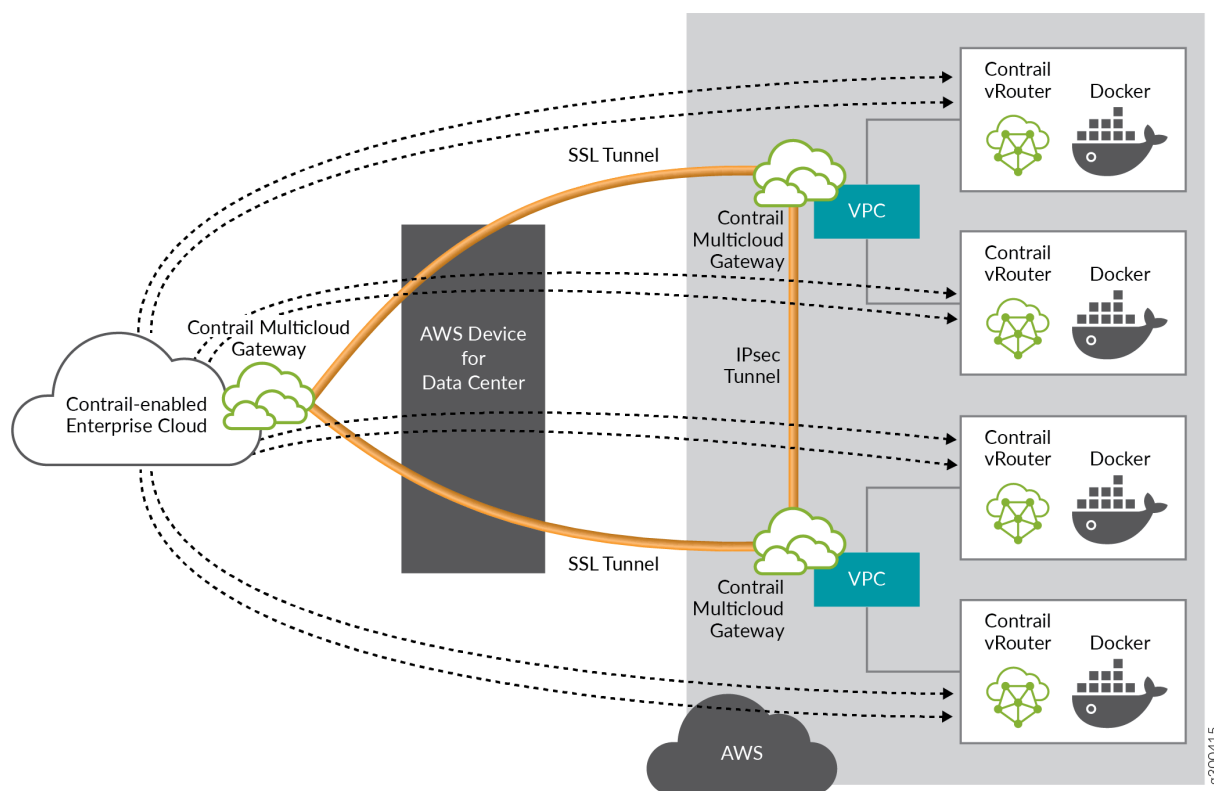 Contrail
vRouter
Docker
SSL Tunnel
VPC
Contrail
Multicloud
Gateway
Contrail
vRouter
Docker
Contrail Multicloud
Gateway
AWS Device
for
Data Center
IPsec
Tunnel
Contrail-enabled
Enterprise Cloud
Contrail
vRouter
Docker
SSL Tunnel
VPC
Contrail
Multicloud
Gateway
Contrail
vRouter
Docker
AWS
g300415